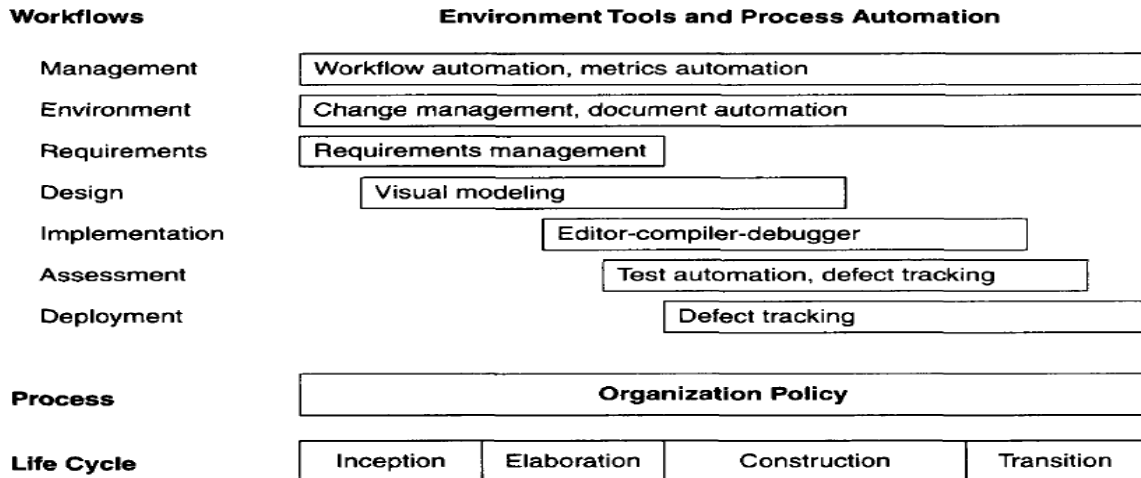 Workflows Environment Tools and Process Automation
Management Workflow automation, metrics automation
Environment Change management, document automation
Requirements Requirements management
Design Visual modeling
Implementation Editor-compiler-debugger
Assessment Test automation, defect tracking
Deployment Defect tracking
Process Organization Policy
Life Cycle Inception Elaboration Construction Transition